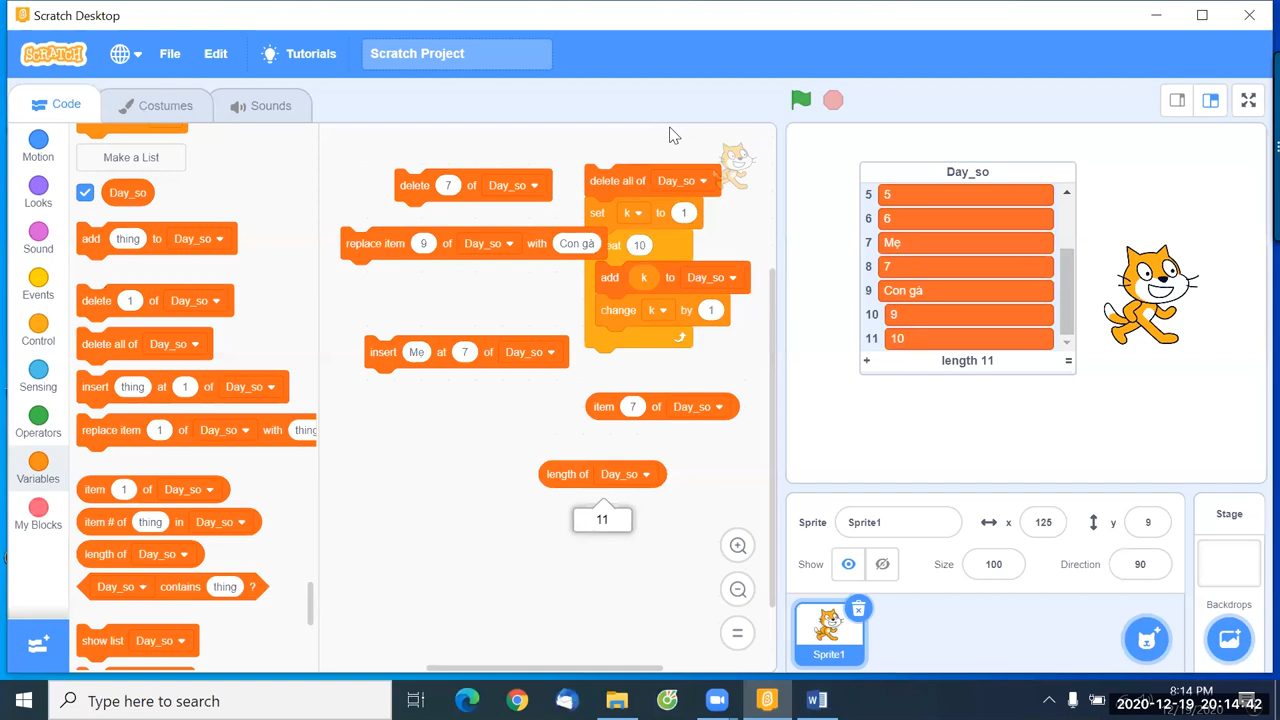 Scratch Desktop
SCRATCH
File
Edit
Tutorials
Scratch Project
Code
Costumes
Sounds
Motion
Looks
Sound
Events
Control
Sensing
Operators
Variables
My Blocks
Make a List
Day_so
add thing to Day_so
delete 1 of Day_so
delete all of Day_so
insert thing at 1 of Day_so
replace item 1 of Day_so with thing
item 1 of Day_so
item # of thing in Day_so
length of Day_so
Day_so contains thing ?
show list Day_so
delete 7 of Day_so
replace item 9 of Day_so with Con gà
insert Mẹ at 7 of Day_so
delete all of Day_so
set k to 1
eat 10
add k to Day_so
change k by 1
item 7 of Day_so
length of Day_so
11
Day_so
5 5
6 6
7 Mẹ
8 7
9 Con gà
10 9
11 10
+ length 11 =
Sprite Sprite1 x 125 y 9
Show Size 100 Direction 90
Sprite1
Stage
Backdrops
Type here to search
8:14 PM
2020-12-19 20:14:42